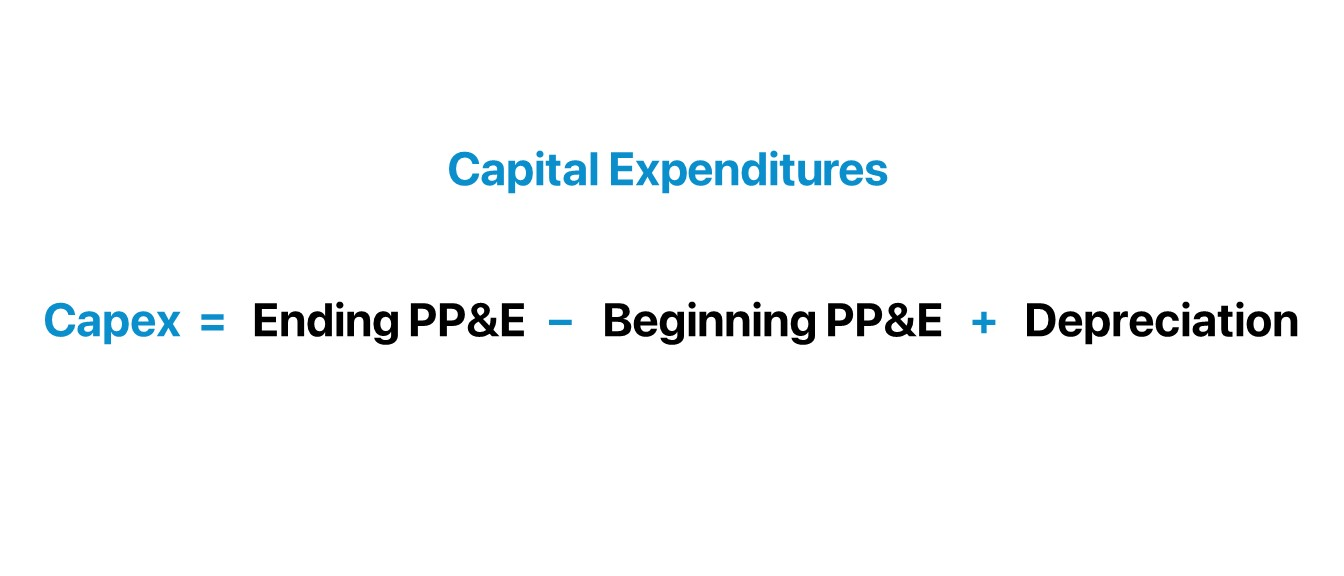 Capital Expenditures
Capex = Ending PP&E – Beginning PP&E + Depreciation